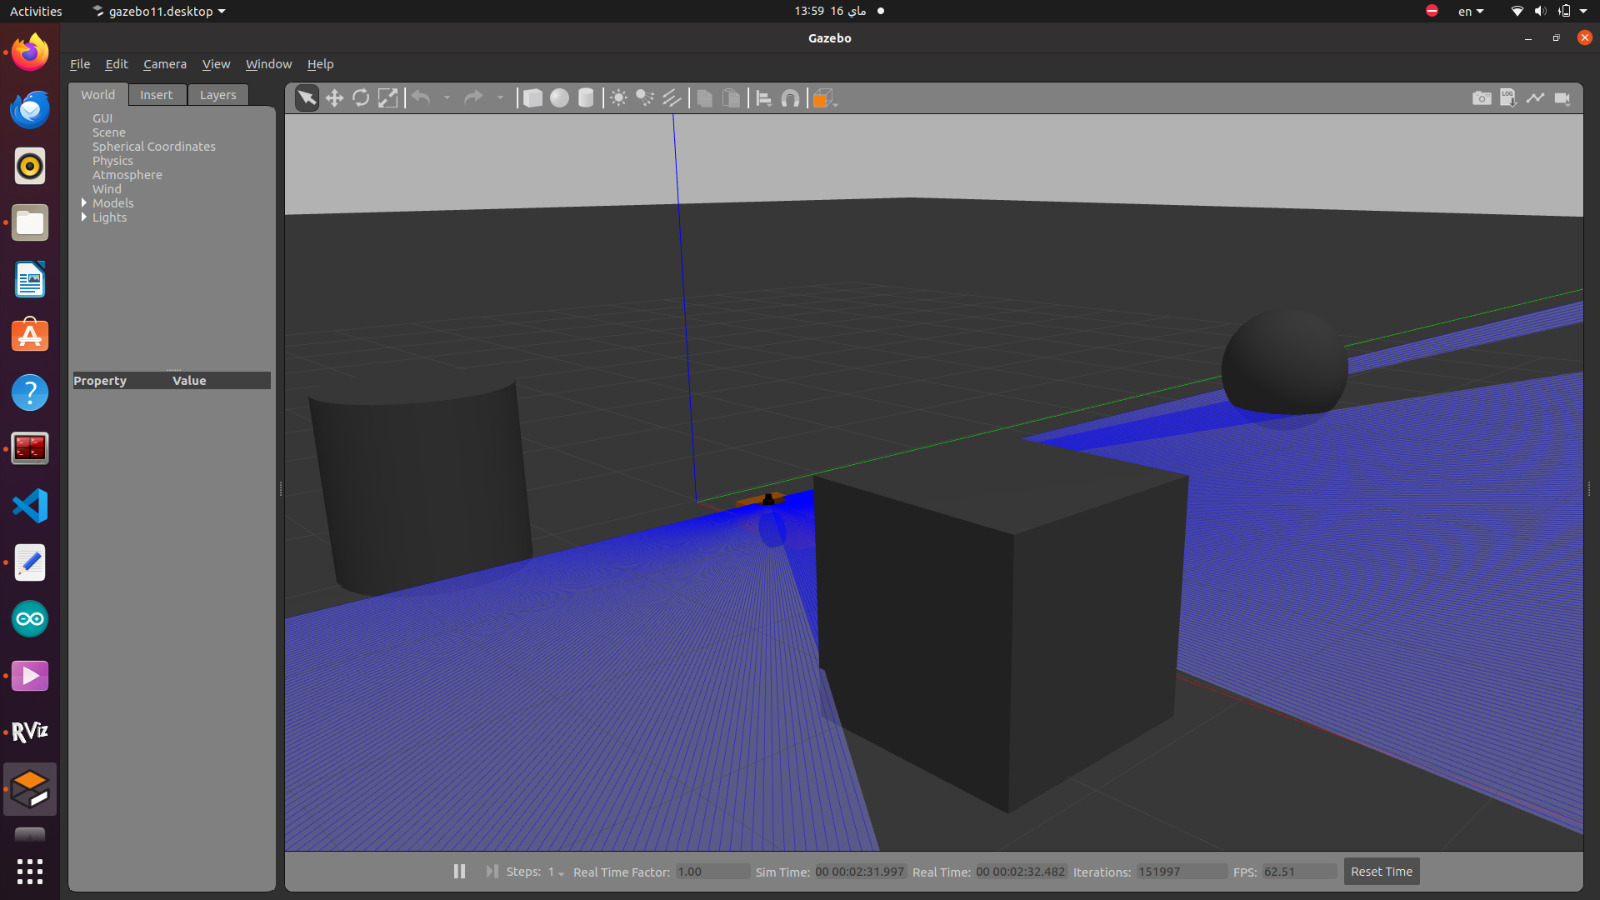 Activities
gazebo11.desktop
13:59 16 ماي
en
Gazebo
File Edit Camera View Window Help
World Insert Layers
GUI
Scene
Spherical Coordinates
Physics
Atmosphere
Wind
Models
Lights
Property Value
LOG
RViz
Steps: 1 Real Time Factor: 1.00 Sim Time: 00 00:02:31.997 Real Time: 00 00:02:32.482 Iterations: 151997 FPS: 62.51 Reset Time